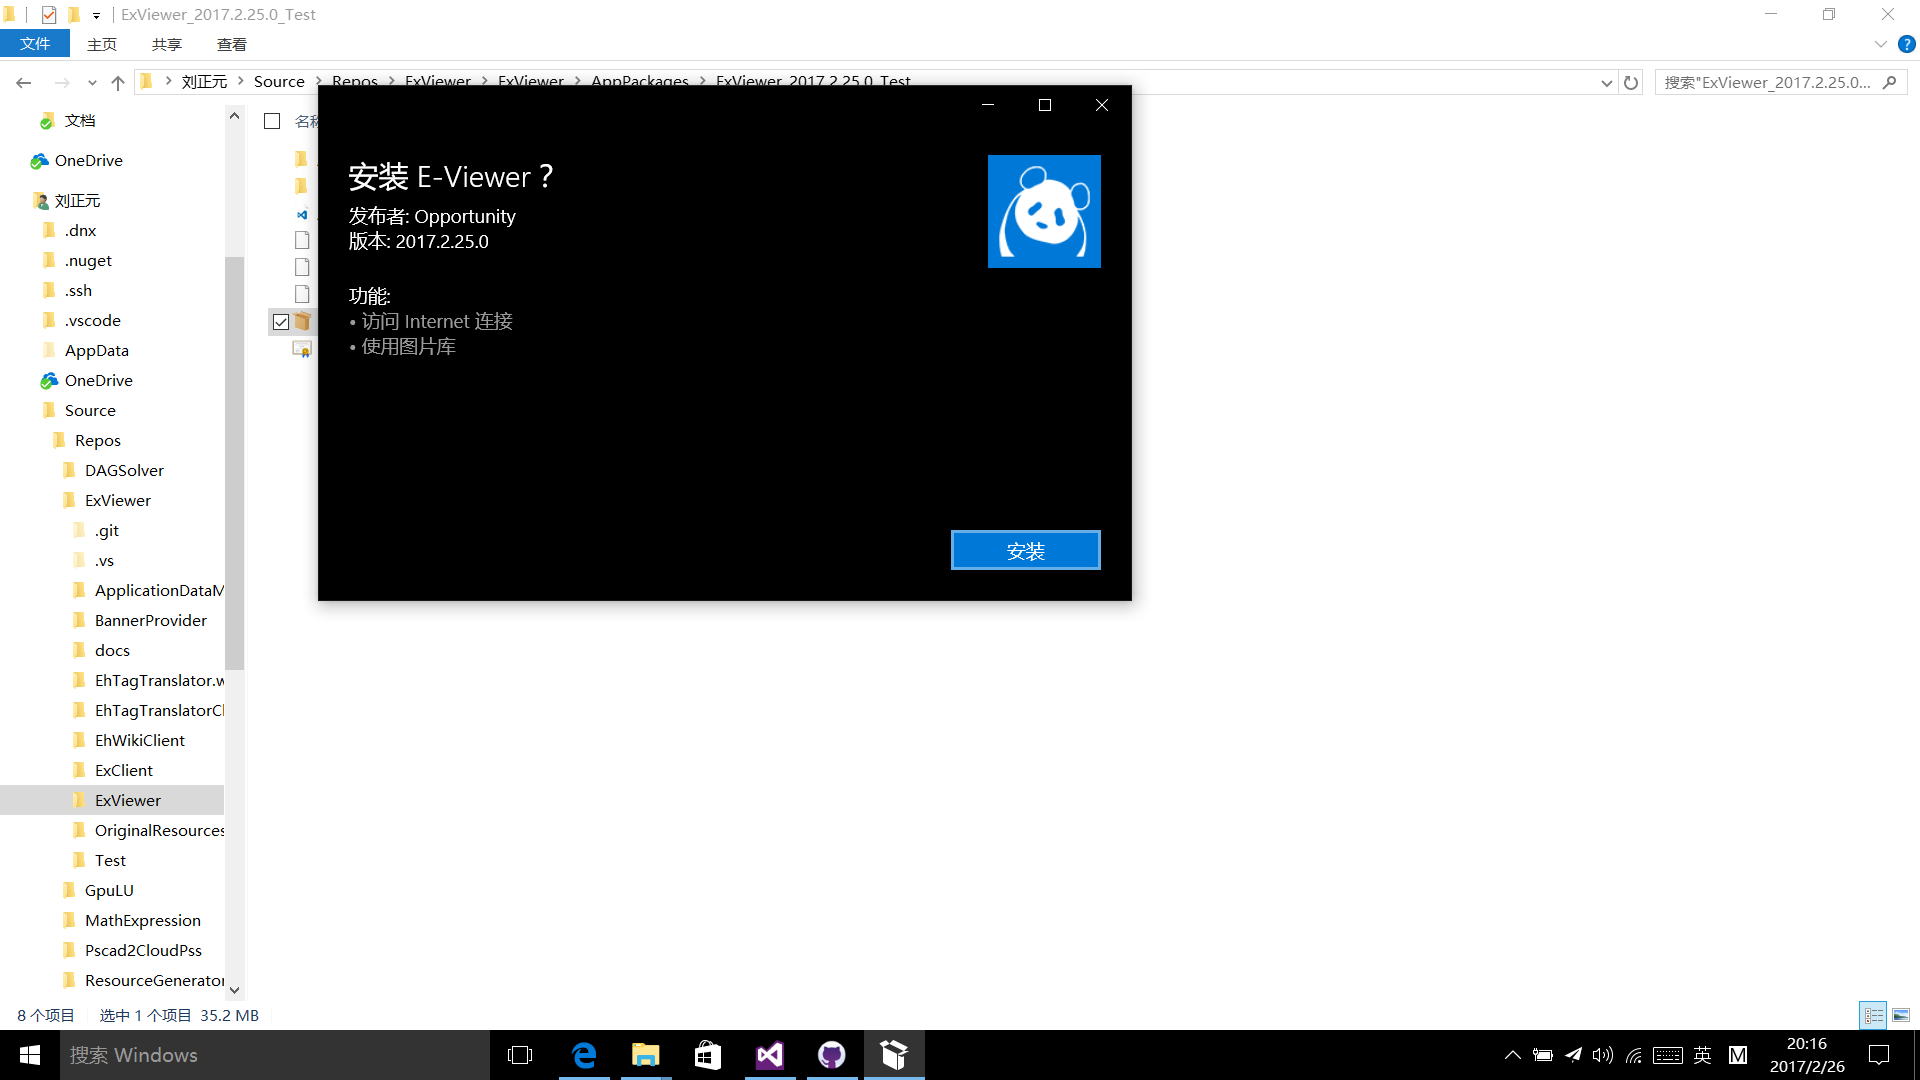 ExViewer_2017.2.25.0_Test
文件 主页 共享 查看
刘正元 Source Repos ExViewer ExViewer AppPackages ExViewer_2017.2.25.0_Test
搜索"ExViewer_2017.2.25.0...
文档
OneDrive
刘正元
.dnx
.nuget
.ssh
.vscode
AppData
OneDrive
Source
Repos
DAGSolver
ExViewer
.git
.vs
ApplicationDataM
BannerProvider
docs
EhTagTranslator.w
EhTagTranslatorCl
EhWikiClient
ExClient
ExViewer
OriginalResources
Test
GpuLU
MathExpression
Pscad2CloudPss
ResourceGenerator
名称
安装 E-Viewer？
发布者: Opportunity
版本: 2017.2.25.0
功能:
• 访问 Internet 连接
• 使用图片库
安装
8 个项目 选中 1 个项目 35.2 MB
搜索 Windows
英 M
20:16
2017/2/26